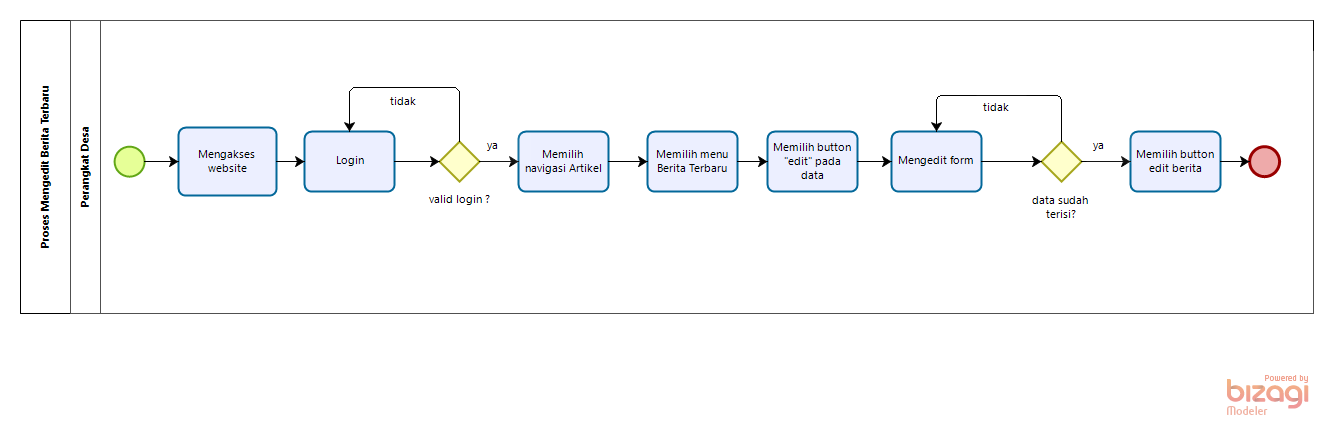 Proses Mengedit Berita Terbaru
Perangkat Desa
Mengakses
website
Login
tidak
valid login ?
ya
Memilih
navigasi Artikel
Memilih menu
Berita Terbaru
Memilih button
"edit" pada
data
Mengedit form
tidak
data sudah
terisi?
ya
Memilih button
edit berita
Powered by
bizagi
Modeler